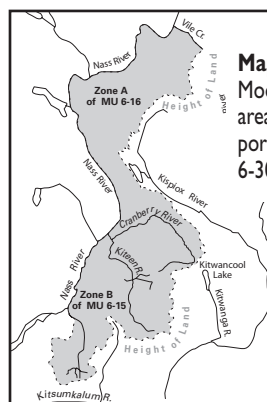 Vile Cr.
Nass River
Zone A
of MU 6-16
Height of Land
River
Nass River
Kispiox River
Cranberry River
Kiteen R.
Kitwancool
Lake
Nass River
Zone B
of MU 6-15
Kitwanga R.
Height of Land
Kitsumkalum R.
Ma
Moo
area
por
6-30